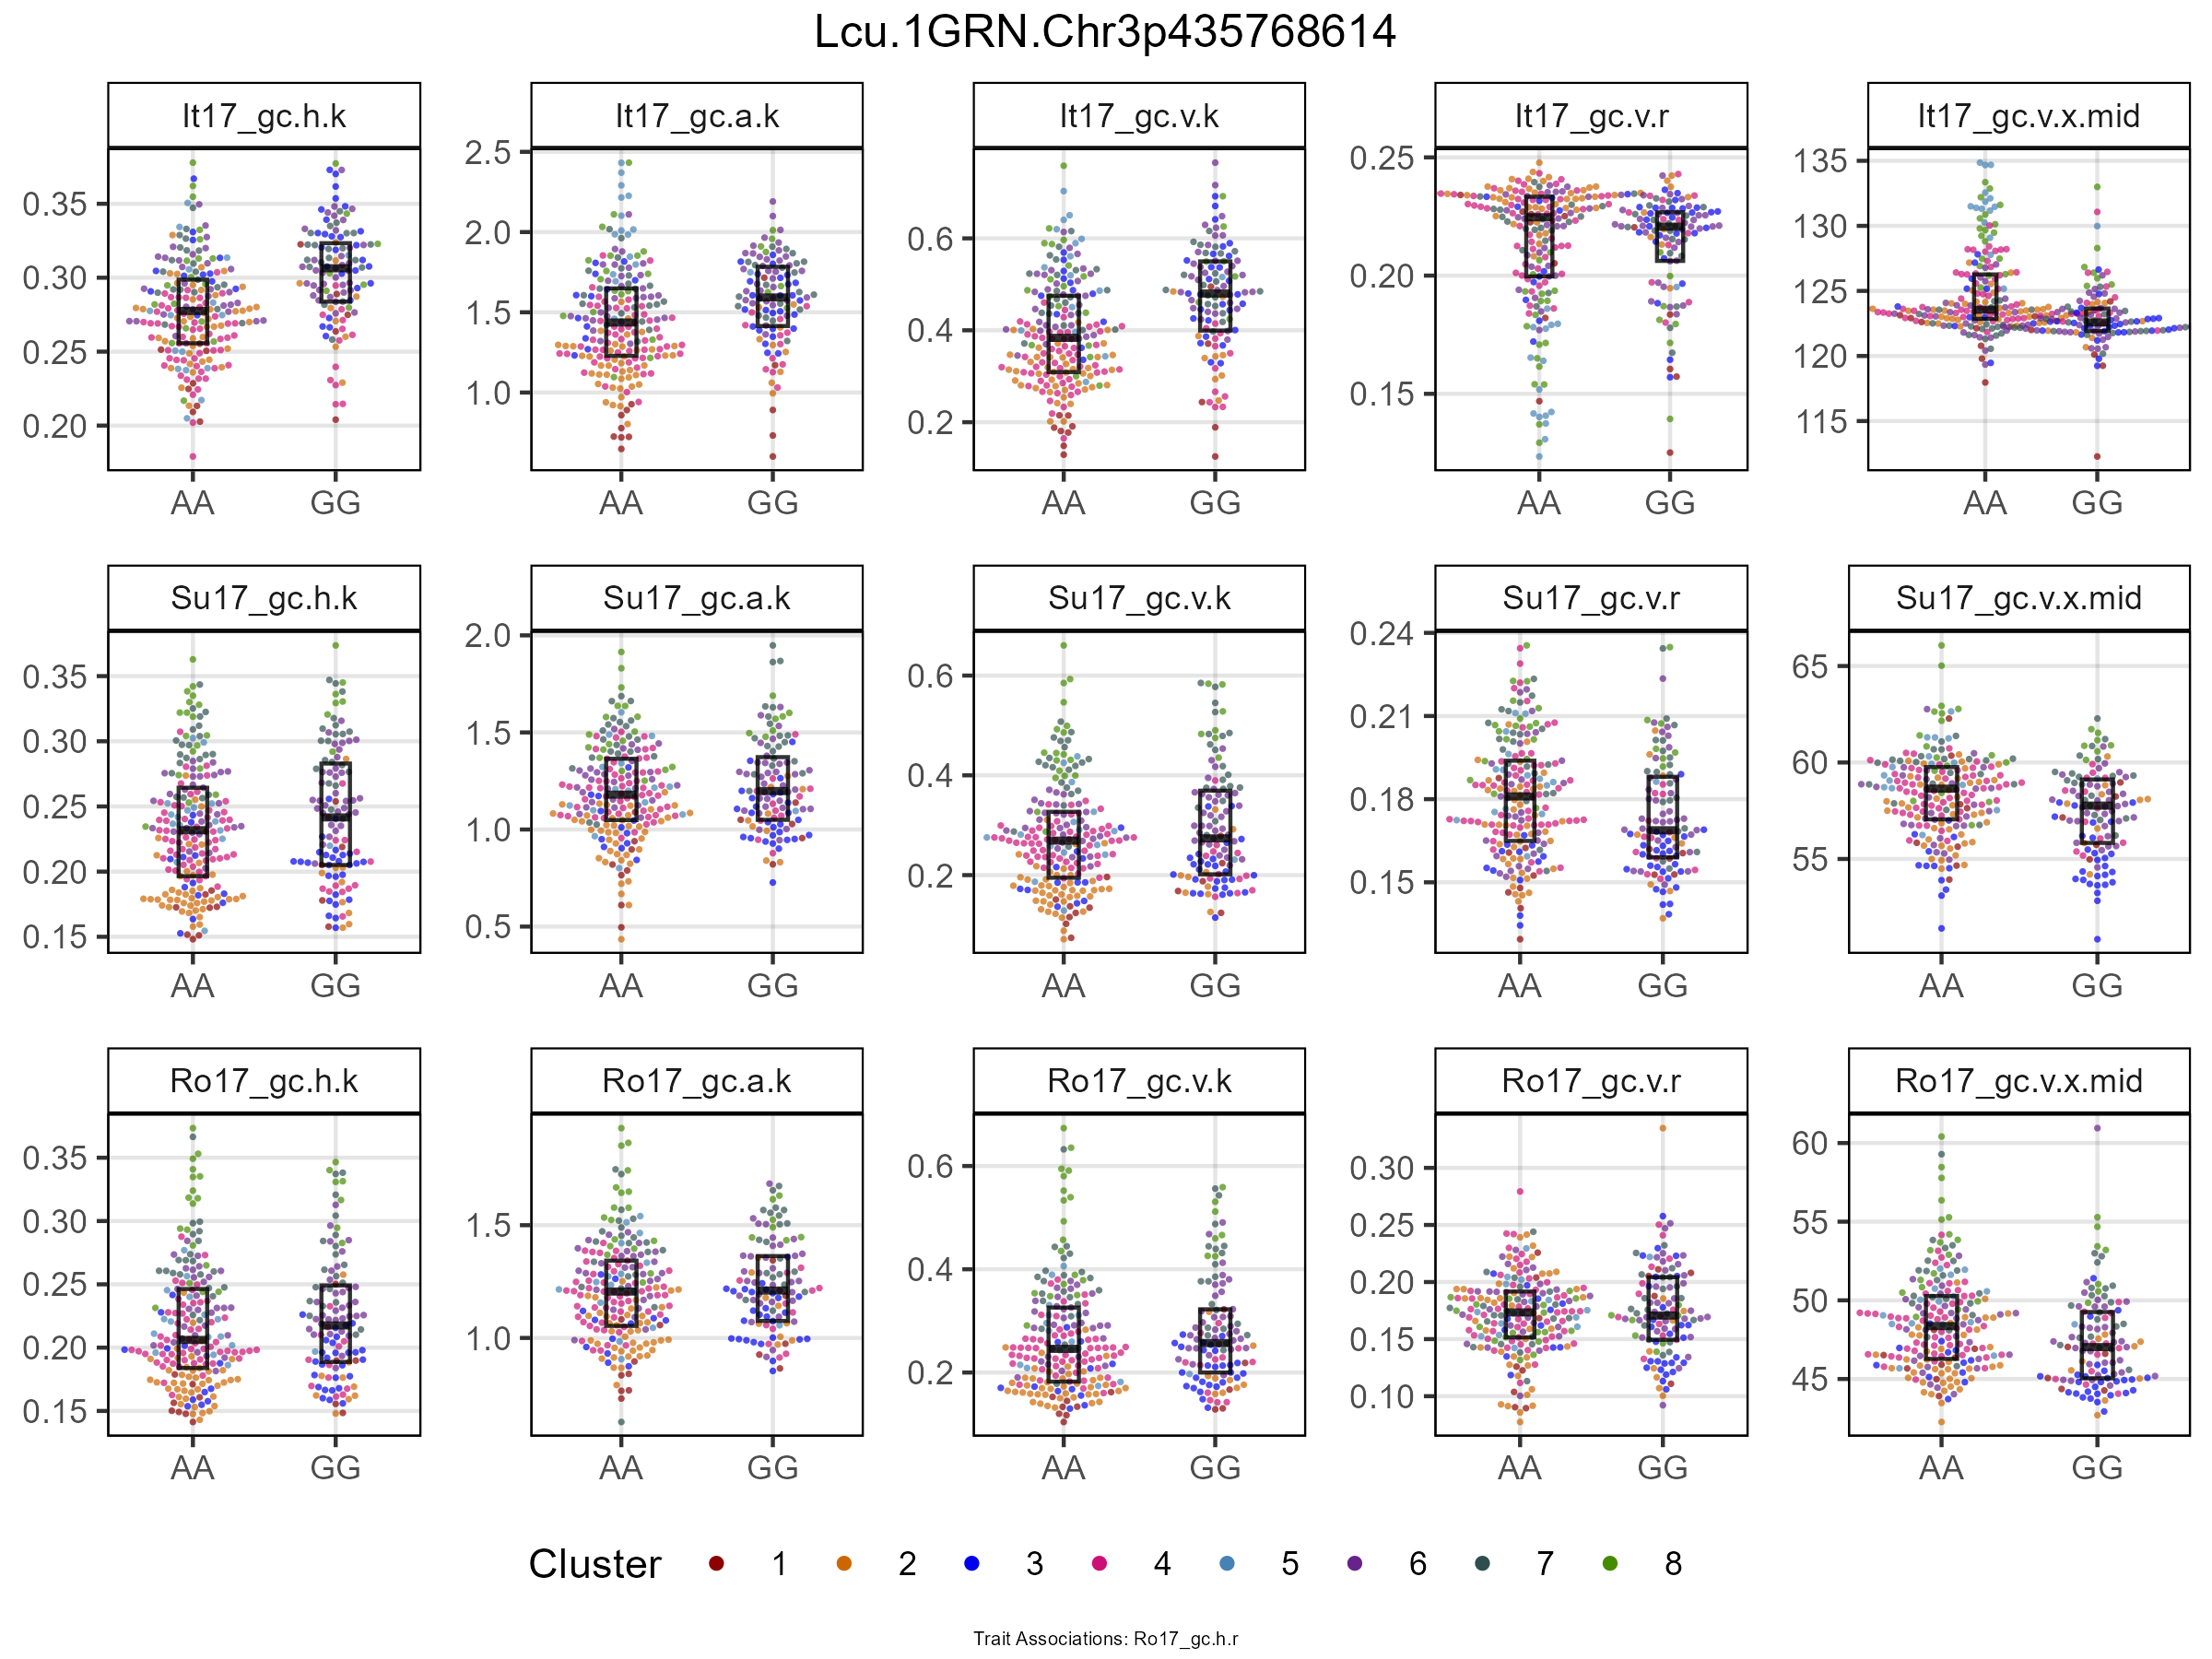 Lcu.1GRN.Chr3p435768614
It17_gc.h.k It17_gc.a.k It17_gc.v.k It17_gc.v.r It17_gc.v.x.mid
0.35 0.30 0.25 0.20
2.5 2.0 1.5 1.0
0.6 0.4 0.2
0.25 0.20 0.15
135 130 125 120 115
AA GG AA GG AA GG AA GG AA GG
Su17_gc.h.k Su17_gc.a.k Su17_gc.v.k Su17_gc.v.r Su17_gc.v.x.mid
0.35 0.30 0.25 0.20 0.15
2.0 1.5 1.0 0.5
0.6 0.4 0.2
0.24 0.21 0.18 0.15
65 60 55
AA GG AA GG AA GG AA GG AA GG
Ro17_gc.h.k Ro17_gc.a.k Ro17_gc.v.k Ro17_gc.v.r Ro17_gc.v.x.mid
0.35 0.30 0.25 0.20 0.15
1.5 1.0
0.6 0.4 0.2
0.30 0.25 0.20 0.15 0.10
60 55 50 45
AA GG AA GG AA GG AA GG AA GG
Cluster 1 2 3 4 5 6 7 8
Trait Associations: Ro17_gc.h.r